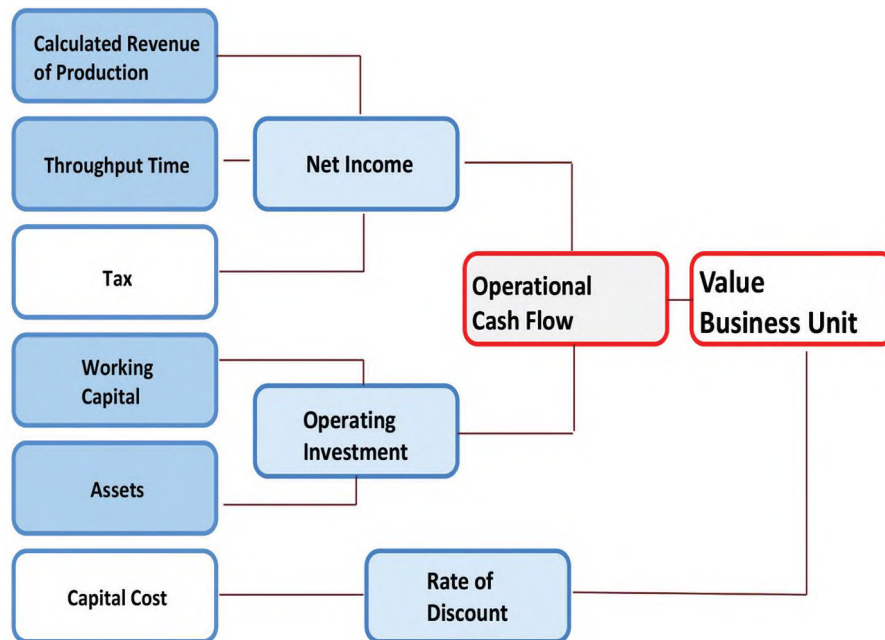 Calculated Revenue
of Production
Throughput Time
Net Income
Tax
Operational
Cash Flow
Value
Business Unit
Working
Capital
Operating
Investment
Assets
Capital Cost
Rate of
Discount